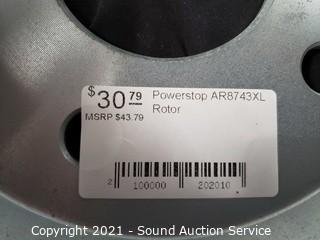 $30.79 Powerstop AR8743XL
MSRP $43.79 Rotor
2 100000 202010
Copyright 2021 - Sound Auction Service